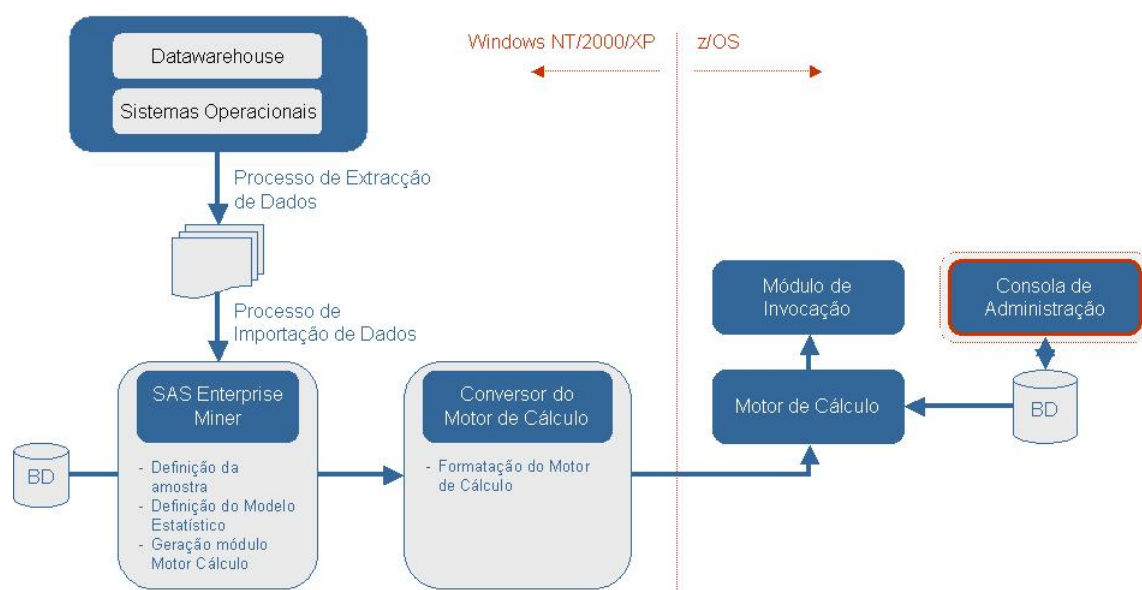 Datawarehouse
Sistemas Operacionais
Windows NT/2000/XP
z/OS
Processo de Extracção
de Dados
Processo de
Importação de Dados
Módulo de
Invocação
Consola de
Administração
SAS Enterprise
Miner
Conversor do
Motor de Cálculo
Motor de Cálculo
BD
BD
- Definição da
amostra
- Definição do Modelo
Estatístico
- Geração módulo
Motor Cálculo
- Formatação do Motor
de Cálculo